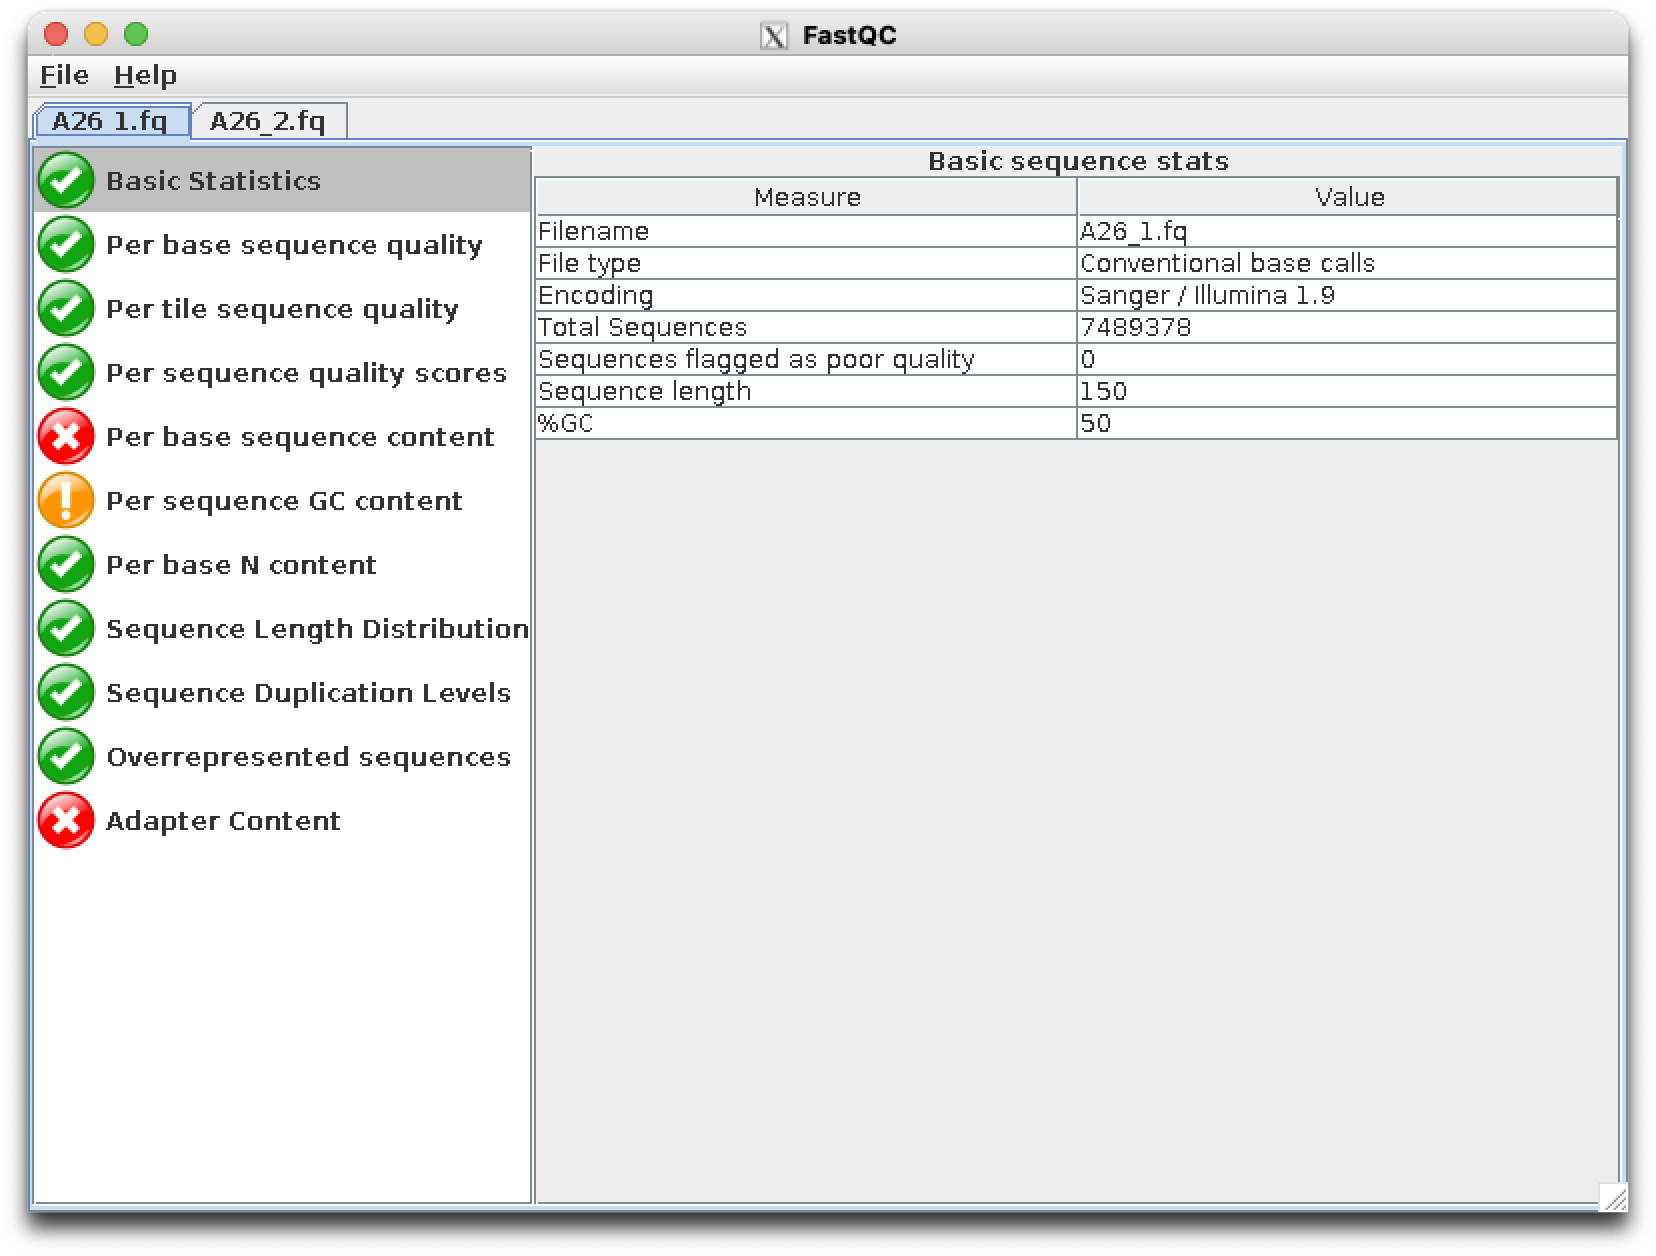 FastQC
File Help
A26 1.fq A26_2.fq
Basic Statistics
Per base sequence quality
Per tile sequence quality
Per sequence quality scores
Per base sequence content
Per sequence GC content
Per base N content
Sequence Length Distribution
Sequence Duplication Levels
Overrepresented sequences
Adapter Content
Basic sequence stats
Measure Value
Filename A26_1.fq
File type Conventional base calls
Encoding Sanger / Illumina 1.9
Total Sequences 7489378
Sequences flagged as poor quality 0
Sequence length 150
%GC 50